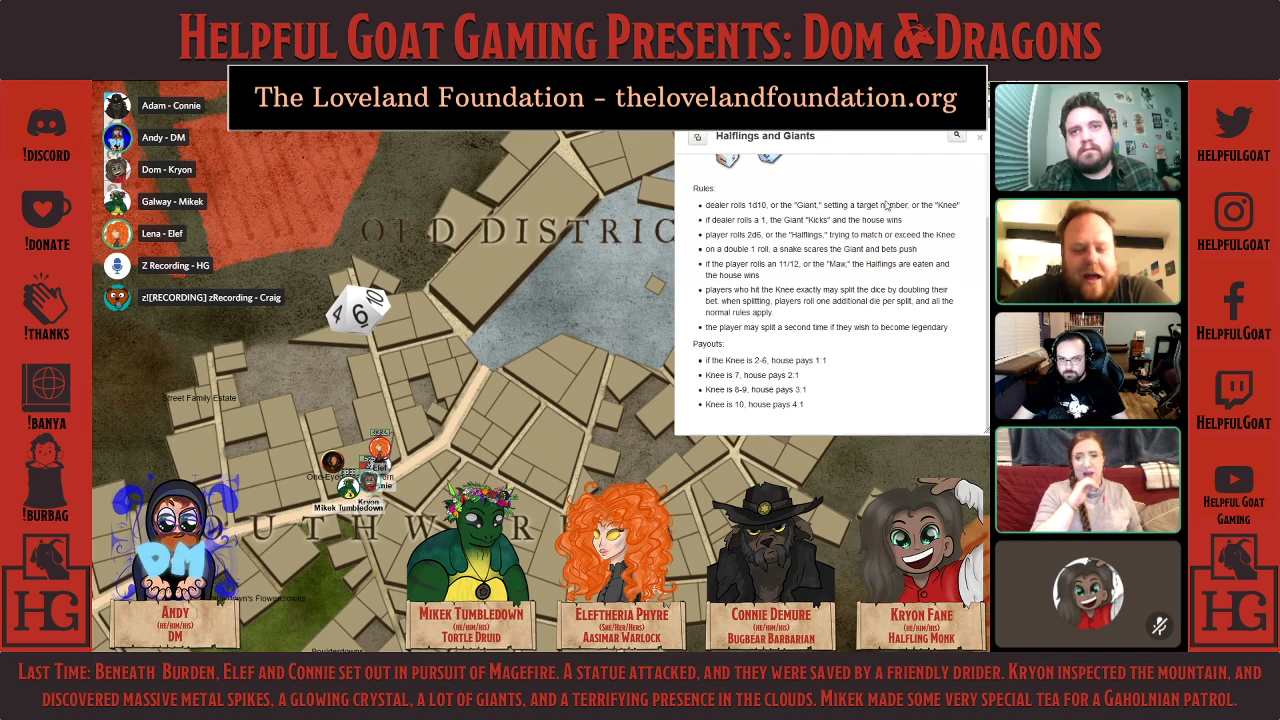 HELPFUL GOAT GAMING PRESENTS: DOM & DRAGONS
The Loveland Foundation - thelovelandfoundation.org
!DISCORD
!DONATE
!THANKS
!BANYA
!BURBAG
HG
Adam - Connie
Andy - DM
Dom - Kryon
Galway - Mikek
Lena - Elef
Z Recording - HG
z![RECORDING] zRecording - Craig
OLD DISTRIC
4 6 10
Street Family Estate
Elef
Kryon
Mikek Tumbledown
Halflings and Giants
Rules:
dealer rolls 1d10, or the "Giant," setting a target number, or the "Knee"
if dealer rolls a 1, the Giant "Kicks" and the house wins
player rolls 2d6, or the "Halflings," trying to match or exceed the Knee
on a double 1 roll, a snake scares the Giant and bets push
if the player rolls an 11/12, or the "Maw," the Halflings are eaten and
the house wins
players who hit the Knee exactly may split the dice by doubling their
bet. when splitting, players roll one additional die per split, and all the
normal rules apply.
the player may split a second time if they wish to become legendary
Payouts:
if the Knee is 2-6, house pays 1:1
Knee is 7, house pays 2:1
Knee is 8-9, house pays 3:1
Knee is 10, house pays 4:1
DM
ANDY
(HE/HIM/HIS)
DM
MIKEK TUMBLEDOWN
(HE/HIM/HIS)
TORTLE DRUID
ELEFTHERIA PHYRE
(SHE/HER/HERS)
AASIMAR WARLOCK
CONNIE DEMURE
(HE/HIM/HIS)
BUGBEAR BARBARIAN
KRYON FANE
(HE/HIM/HIS)
HALFLING MONK
HELPFULGOAT
HELPFULGOAT
HELPFULGOAT
HELPFULGOAT
HELPFUL GOAT
GAMING
HG
LAST TIME: BENEATH BURDEN, ELEF AND CONNIE SET OUT IN PURSUIT OF MAGEFIRE. A STATUE ATTACKED, AND THEY WERE SAVED BY A FRIENDLY DRIDER. KRYON INSPECTED THE MOUNTAIN, AND
DISCOVERED MASSIVE METAL SPIKES, A GLOWING CRYSTAL, A LOT OF GIANTS, AND A TERRIFYING PRESENCE IN THE CLOUDS. MIKEK MADE SOME VERY SPECIAL TEA FOR A GAHOLNIAN PATROL.